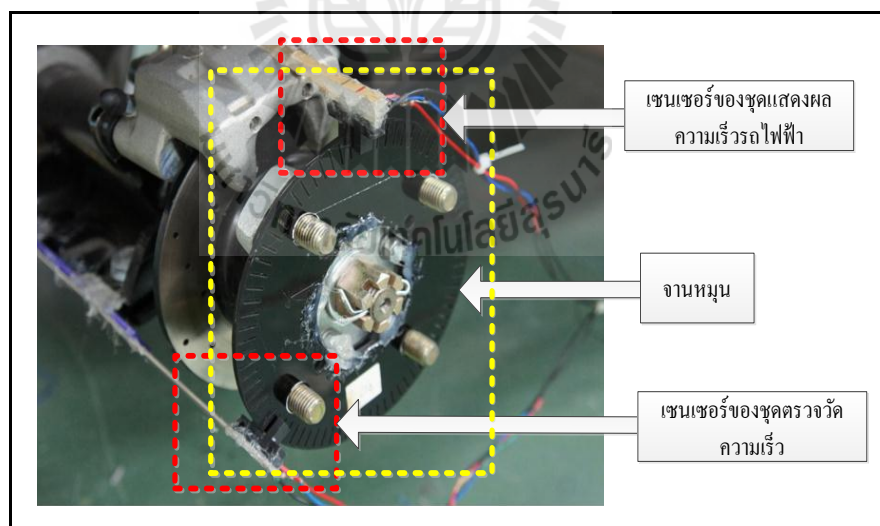 เซนเซอร์ของชุดแสดงผล
ความเร็วรถไฟฟ้า
จานหมุน
เซนเซอร์ของชุดตรวจวัด
ความเร็ว